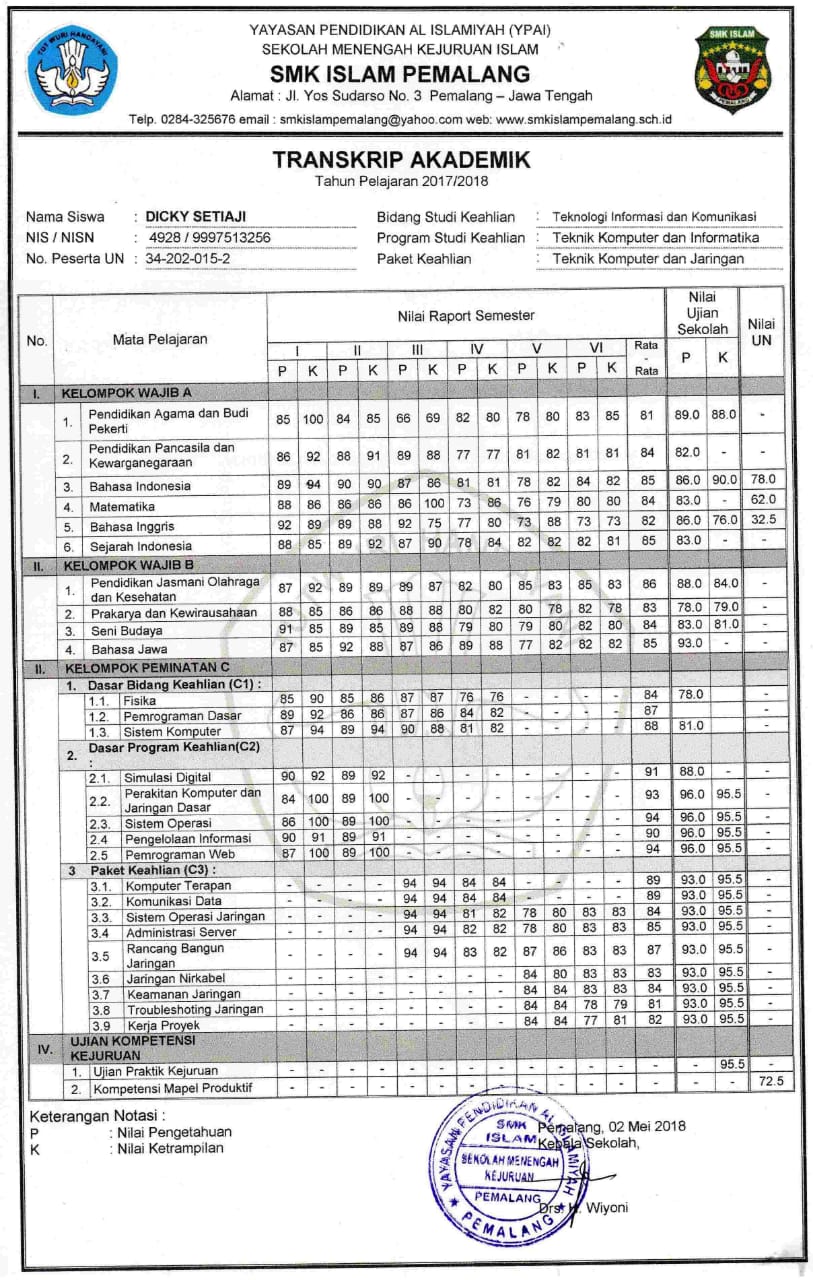 TUT WURI HANDAYANI
YAYASAN PENDIDIKAN AL ISLAMIYAH (YPAI)
SEKOLAH MENENGAH KEJURUAN ISLAM
SMK ISLAM PEMALANG
Alamat : Jl. Yos Sudarso No. 3 Pemalang – Jawa Tengah
Telp. 0284-325676 email : smkislampemalang@yahoo.com web: www.smkislampemalang.sch.id
SMK ISLAM
PEMALANG
TRANSKRIP AKADEMIK
Tahun Pelajaran 2017/2018
Nama Siswa : DICKY SETIAJI Bidang Studi Keahlian : Teknologi Informasi dan Komunikasi
NIS / NISN : 4928 / 9997513256 Program Studi Keahlian : Teknik Komputer dan Informatika
No. Peserta UN : 34-202-015-2 Paket Keahlian : Teknik Komputer dan Jaringan
No. Mata Pelajaran Nilai Raport Semester Nilai Ujian Sekolah Nilai UN
I II III IV V VI Rata - Rata P K
P K P K P K P K P K P K
I. KELOMPOK WAJIB A
1. Pendidikan Agama dan Budi Pekerti 85 100 84 85 66 69 82 80 78 80 83 85 81 89.0 88.0 -
2. Pendidikan Pancasila dan Kewarganegaraan 86 92 88 91 89 88 77 77 81 82 81 81 84 82.0 - -
3. Bahasa Indonesia 89 94 90 90 87 86 81 81 78 82 84 82 85 86.0 90.0 78.0
4. Matematika 88 86 86 86 86 100 73 86 76 79 80 80 84 83.0 - 62.0
5. Bahasa Inggris 92 89 89 88 92 75 77 80 73 88 73 73 82 86.0 76.0 32.5
6. Sejarah Indonesia 88 85 89 92 87 90 78 84 82 82 82 81 85 83.0 - -
II. KELOMPOK WAJIB B
1. Pendidikan Jasmani Olahraga dan Kesehatan 87 92 89 89 89 87 82 80 85 83 85 83 86 88.0 84.0 -
2. Prakarya dan Kewirausahaan 88 85 86 86 88 88 80 82 80 78 82 78 83 78.0 79.0 -
3. Seni Budaya 91 85 89 85 89 88 79 80 79 80 82 80 84 83.0 81.0 -
4. Bahasa Jawa 87 85 92 88 87 86 89 88 77 82 82 82 85 93.0 - -
II. KELOMPOK PEMINATAN C
1. Dasar Bidang Keahlian (C1) :
1.1. Fisika 85 90 85 86 87 87 76 76 - - - - 84 78.0 -
1.2. Pemrograman Dasar 89 92 86 86 87 86 84 82 - - - - 87 -
1.3. Sistem Komputer 87 94 89 94 90 88 81 82 - - - - 88 81.0 -
2. Dasar Program Keahlian(C2) :
2.1. Simulasi Digital 90 92 89 92 - - - - - - - - 91 88.0 - -
2.2. Perakitan Komputer dan Jaringan Dasar 84 100 89 100 - - - - - - - - 93 96.0 95.5 -
2.3. Sistem Operasi 86 100 89 100 - - - - - - - - 94 96.0 95.5 -
2.4 Pengelolaan Informasi 90 91 89 91 - - - - - - - - 90 96.0 95.5 -
2.5 Pemrograman Web 87 100 89 100 - - - - - - - - 94 96.0 95.5 -
3 Paket Keahlian (C3) :
3.1. Komputer Terapan - - - - 94 94 84 84 - - - - 89 93.0 95.5 -
3.2. Komunikasi Data - - - - 94 94 84 84 - - - - 89 93.0 95.5 -
3.3. Sistem Operasi Jaringan - - - - 94 94 81 82 78 80 83 83 84 93.0 95.5 -
3.4 Administrasi Server - - - - 94 94 82 82 78 80 83 83 85 93.0 95.5 -
3.5 Rancang Bangun Jaringan - - - - 94 94 83 82 87 86 83 83 87 93.0 95.5 -
3.6 Jaringan Nirkabel - - - - - - - - 84 80 83 83 83 93.0 95.5 -
3.7 Keamanan Jaringan - - - - - - - - 84 84 83 83 84 93.0 95.5 -
3.8 Troubleshoting Jaringan - - - - - - - - 84 84 78 79 81 93.0 95.5 -
3.9 Kerja Proyek - - - - - - - - 84 84 77 81 82 93.0 95.5 -
IV. UJIAN KOMPETENSI KEJURUAN
1. Ujian Praktik Kejuruan - - - - - - - - - - - - - - 95.5 -
2. Kompetensi Mapel Produktif - - - - - - - - - - - - - - - 72.5
Keterangan Notasi :
P : Nilai Pengetahuan
K : Nilai Ketrampilan
Pemalang, 02 Mei 2018
Kepala Sekolah,
Drs. H. Wiyoni
YAYASAN PENDIDIKAN AL ISLAMIYAH
SMK
ISLAM
SEKOLAH MENENGAH
KEJURUAN
PEMALANG
PEMALANG